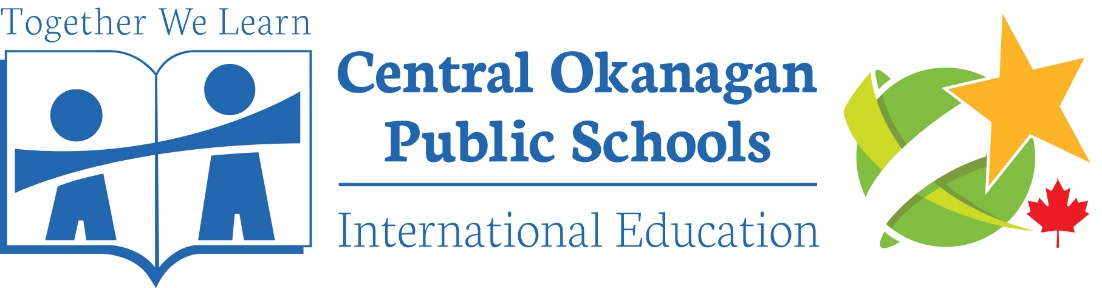 Together We Learn
Central Okanagan
Public Schools
International Education